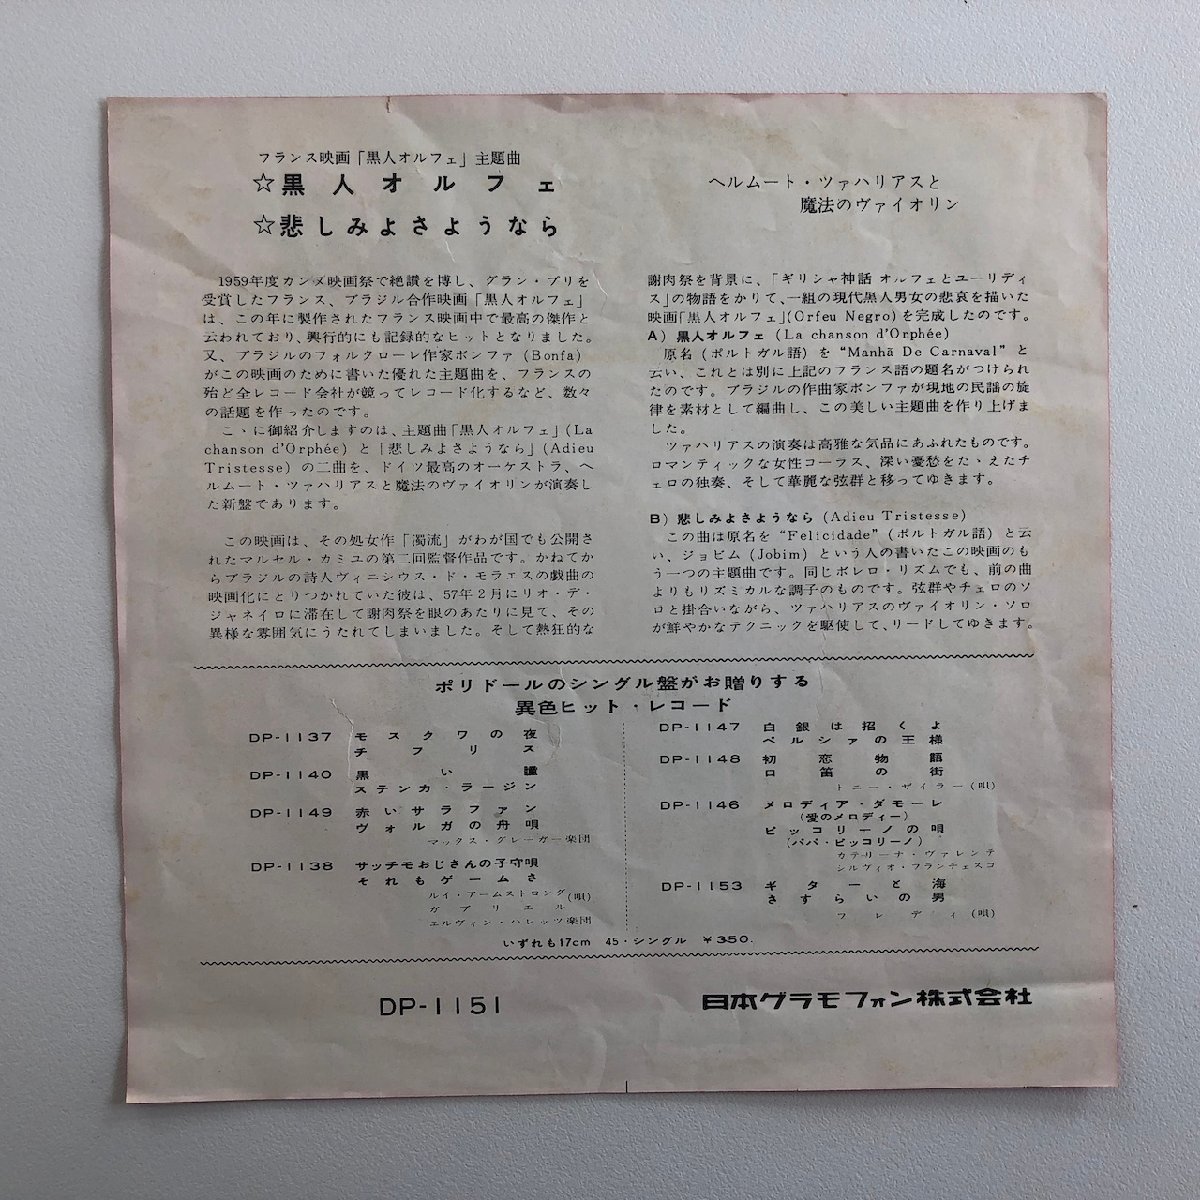 フランス映画「黒人オルフェ」主題曲
☆黒人オルフェ
☆悲しみよさようなら
ヘルムート・ツァハリアスと
魔法のヴァイオリン
1959年度カンヌ映画祭で絶讃を博し、グラン・プリを
受賞したフランス、ブラジル合作映画「黒人オルフェ」
は、この年に製作されたフランス映画中で最高の傑作と
云われており、興行的にも記録的なヒットとなりました。
又、ブラジルのフォルクローレ作家ボンファ(Bonfa)
がこの映画のために書いた優れた主題曲を、フランスの
殆ど全レコード会社が競ってレコード化するなど、数々
の話題を作ったのです。
こゝに御紹介しますのは、主題曲「黒人オルフェ」(La
chanson d'Orphée) と「悲しみよさようなら」(Adieu
Tristesse) の二曲を、ドイツ最高のオーケストラ、ヘ
ルムート・ツァハリアスと魔法のヴァイオリンが演奏し
た新盤であります。
この映画は、その処女作「濁流」がわが国でも公開さ
れたマルセル・カミユの第二回監督作品です。かねてか
らブラジルの詩人ヴィニシウス・ド・モラエスの戯曲の
映画化にとりつかれていた彼は、57年2月にリオ・デ・
ジャネイロに滞在して謝肉祭を眼のあたりに見て、その
異様な雰囲気にうたれてしまいました。そして熱狂的な
謝肉祭を背景に、「ギリシャ神話 オルフェとユーリディ
ス」の物語をかりて、一組の現代黒人男女の悲哀を描いた
映画「黒人オルフェ」(Orfeu Negro)を完成したのです。
A) 黒人オルフェ (La chanson d'Orphée)
原名 (ポルトガル語) を “Manhã De Carnaval” と
云い、これとは別に上記のフランス語の題名がつけられ
たのです。ブラジルの作曲家ボンファが現地の民謡の旋
律を素材として編曲し、この美しい主題曲を作り上げま
した。
ツァハリアスの演奏は高雅な気品にあふれたものです。
ロマンティックな女性コーラス、深い憂愁をたゝえたチ
ェロの独奏、そして華麗な弦群と移ってゆきます。
B) 悲しみよさようなら (Adieu Tristesse)
この曲は原名を “Felicidade” (ポルトガル語) と云
い、ジョビム (Jobim) という人の書いたこの映画のも
う一つの主題曲です。同じボレロ・リズムでも、前の曲
よりもリズミカルな調子のものです。弦群やチェロのソ
ロと掛合いながら、ツァハリアスのヴァイオリン・ソロ
が鮮やかなテクニックを駆使して、リードしてゆきます。
ポリドールのシングル盤がお贈りする
異色ヒット・レコード
DP-1137 モスクワの夜
チフリス
DP-1140 黒い瞳
ステンカ・ラージン
DP-1149 赤いサラファン
ヴォルガの舟唄
マックス・グレーガー楽団
DP-1138 サッチモおじさんの子守唄
それもゲームさ
ルイ・アームストロング
ガブリエル (唄)
エルヴィン・ハレッツ楽団
DP-1147 白銀は招くよ
ペルシァの王様
DP-1148 初恋物語
口笛の街
トニー・ザイラー(唄)
DP-1146 メロディア・ダモーレ
(愛のメロディー)
ピッコリーノの唄
(パパ・ピッコリーノ)
カテリーナ・ヴァレンテ
シルヴィオ・フランチェスコ
DP-1153 ギターと海
さすらいの男
フレディ(唄)
いずれも17cm 45・シングル ¥350.
DP-1151
日本グラモフォン株式会社